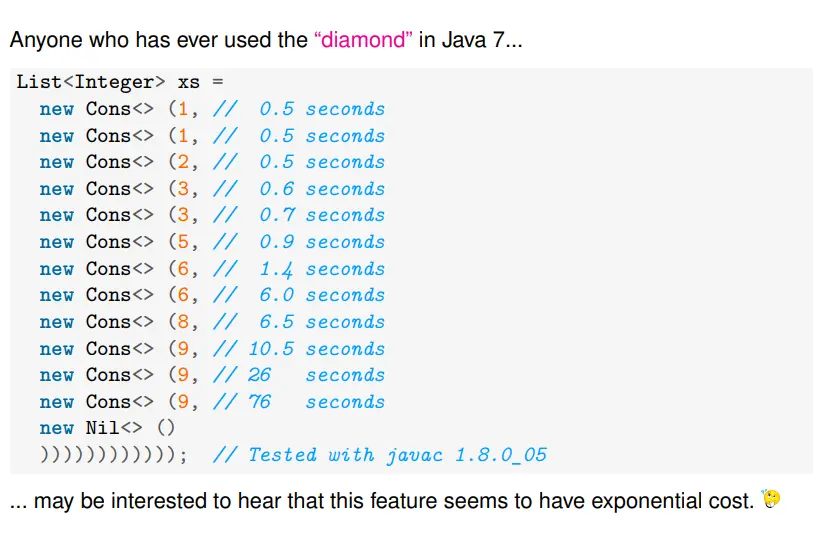 Anyone who has ever used the “diamond” in Java 7...
List<Integer> xs =
new Cons<> (1, // 0.5 seconds
new Cons<> (1, // 0.5 seconds
new Cons<> (2, // 0.5 seconds
new Cons<> (3, // 0.6 seconds
new Cons<> (3, // 0.7 seconds
new Cons<> (5, // 0.9 seconds
new Cons<> (6, // 1.4 seconds
new Cons<> (6, // 6.0 seconds
new Cons<> (8, // 6.5 seconds
new Cons<> (9, // 10.5 seconds
new Cons<> (9, // 26 seconds
new Cons<> (9, // 76 seconds
new Nil<> ()
)))))))))))); // Tested with javac 1.8.0_05
... may be interested to hear that this feature seems to have exponential cost.